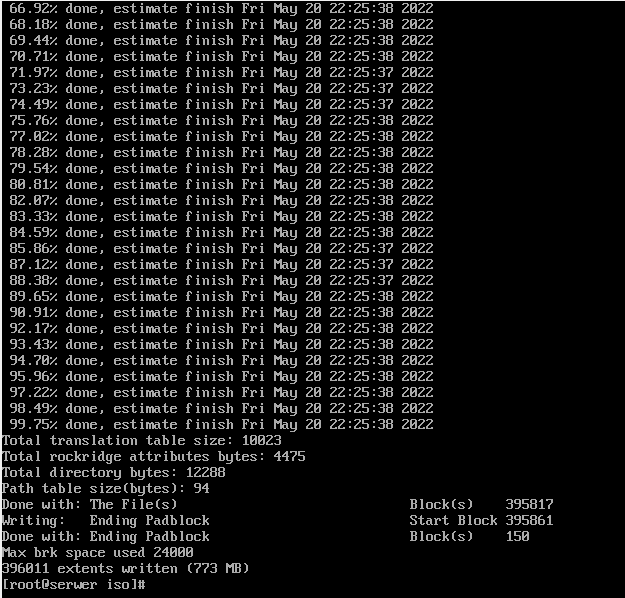 66.92% done, estimate finish Fri May 20 22:25:38 2022
68.18% done, estimate finish Fri May 20 22:25:38 2022
69.44% done, estimate finish Fri May 20 22:25:38 2022
70.71% done, estimate finish Fri May 20 22:25:38 2022
71.97% done, estimate finish Fri May 20 22:25:37 2022
73.23% done, estimate finish Fri May 20 22:25:37 2022
74.49% done, estimate finish Fri May 20 22:25:37 2022
75.76% done, estimate finish Fri May 20 22:25:38 2022
77.02% done, estimate finish Fri May 20 22:25:38 2022
78.28% done, estimate finish Fri May 20 22:25:38 2022
79.54% done, estimate finish Fri May 20 22:25:38 2022
80.81% done, estimate finish Fri May 20 22:25:38 2022
82.07% done, estimate finish Fri May 20 22:25:38 2022
83.33% done, estimate finish Fri May 20 22:25:38 2022
84.59% done, estimate finish Fri May 20 22:25:38 2022
85.86% done, estimate finish Fri May 20 22:25:37 2022
87.12% done, estimate finish Fri May 20 22:25:37 2022
88.38% done, estimate finish Fri May 20 22:25:37 2022
89.65% done, estimate finish Fri May 20 22:25:38 2022
90.91% done, estimate finish Fri May 20 22:25:38 2022
92.17% done, estimate finish Fri May 20 22:25:38 2022
93.43% done, estimate finish Fri May 20 22:25:38 2022
94.70% done, estimate finish Fri May 20 22:25:38 2022
95.96% done, estimate finish Fri May 20 22:25:38 2022
97.22% done, estimate finish Fri May 20 22:25:38 2022
98.49% done, estimate finish Fri May 20 22:25:38 2022
99.75% done, estimate finish Fri May 20 22:25:38 2022
Total translation table size: 10023
Total rockridge attributes bytes: 4475
Total directory bytes: 12288
Path table size(bytes): 94
Done with: The File(s) Block(s) 395817
Writing: Ending Padblock Start Block 395861
Done with: Ending Padblock Block(s) 150
Max brk space used 24000
396011 extents written (773 MB)
[root@serwer iso]#